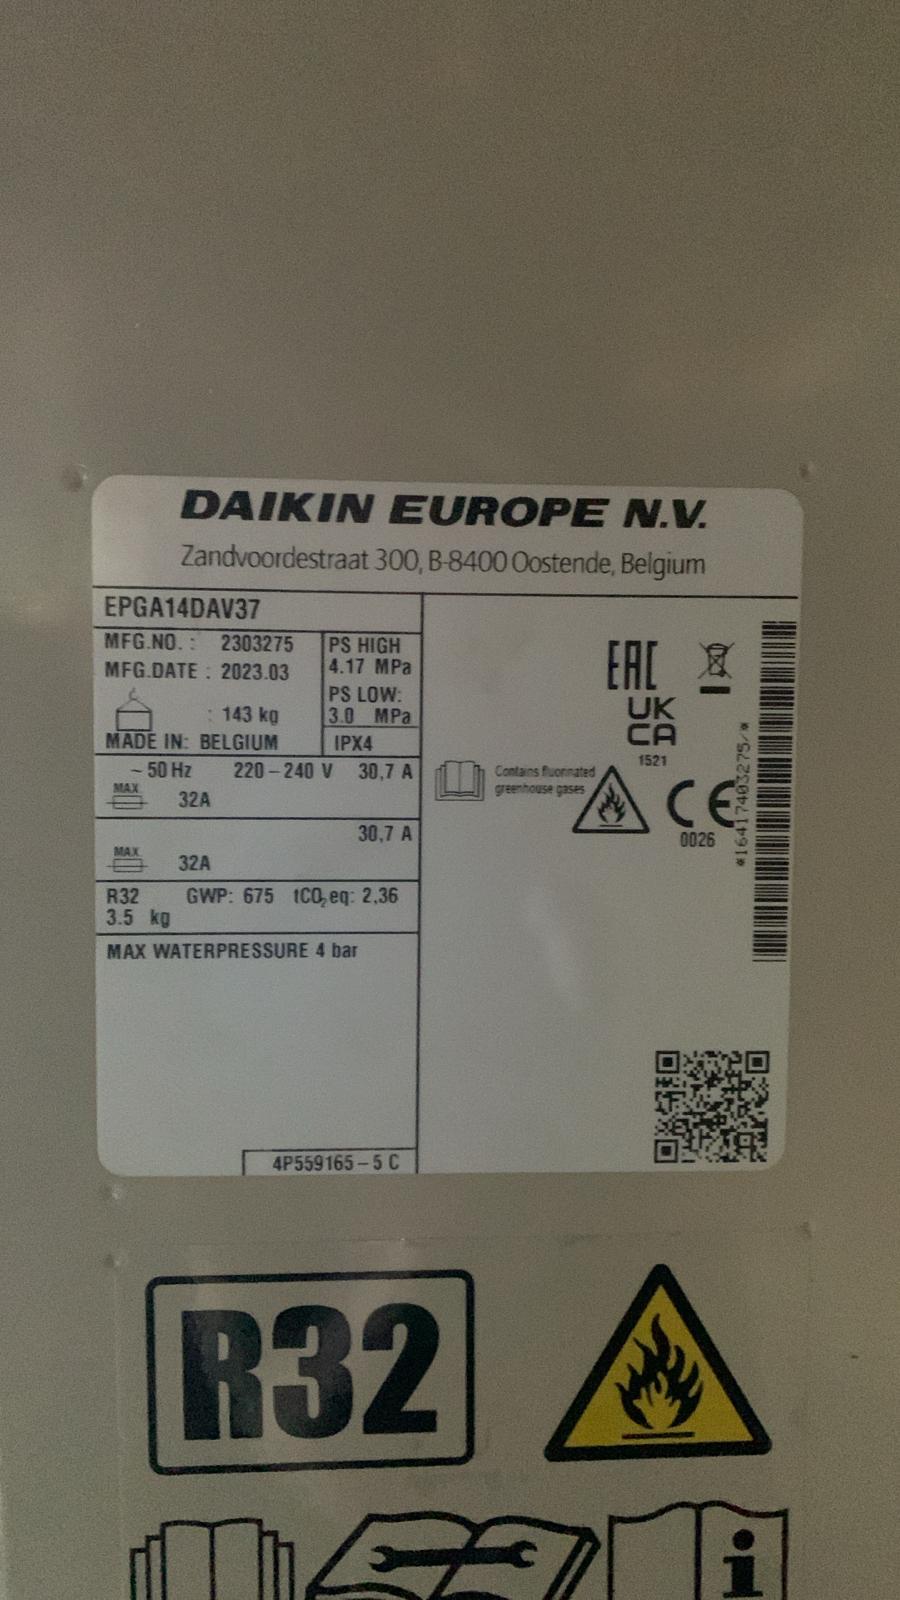 DAIKIN EUROPE N.V.
Zandvoordestraat 300, B-8400 Oostende, Belgium
EPGA14DAV37
MFG.NO. : 2303275
MFG.DATE : 2023.03
: 143 kg
MADE IN: BELGIUM
PS HIGH
4.17 MPa
PS LOW:
3.0 MPa
IPX4
~ 50 Hz 220-240 V 30,7 A
MAX
32A
30,7 A
MAX
32A
R32 GWP: 675 tCO₂eq: 2,36
3.5 kg
MAX WATERPRESSURE 4 bar
4P559165-5 C
EAC
UK
CA
1521
Contains fluorinated
greenhouse gases
CE
0026
*16417403275/*
R32
i